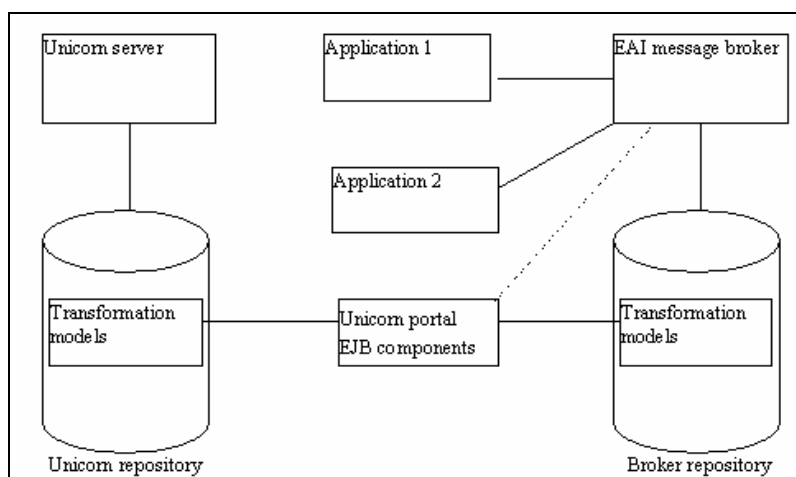 Unicorn server
Application 1
EAI message broker
Application 2
Transformation
models
Unicorn portal
EJB components
Transformation
models
Unicorn repository
Broker repository